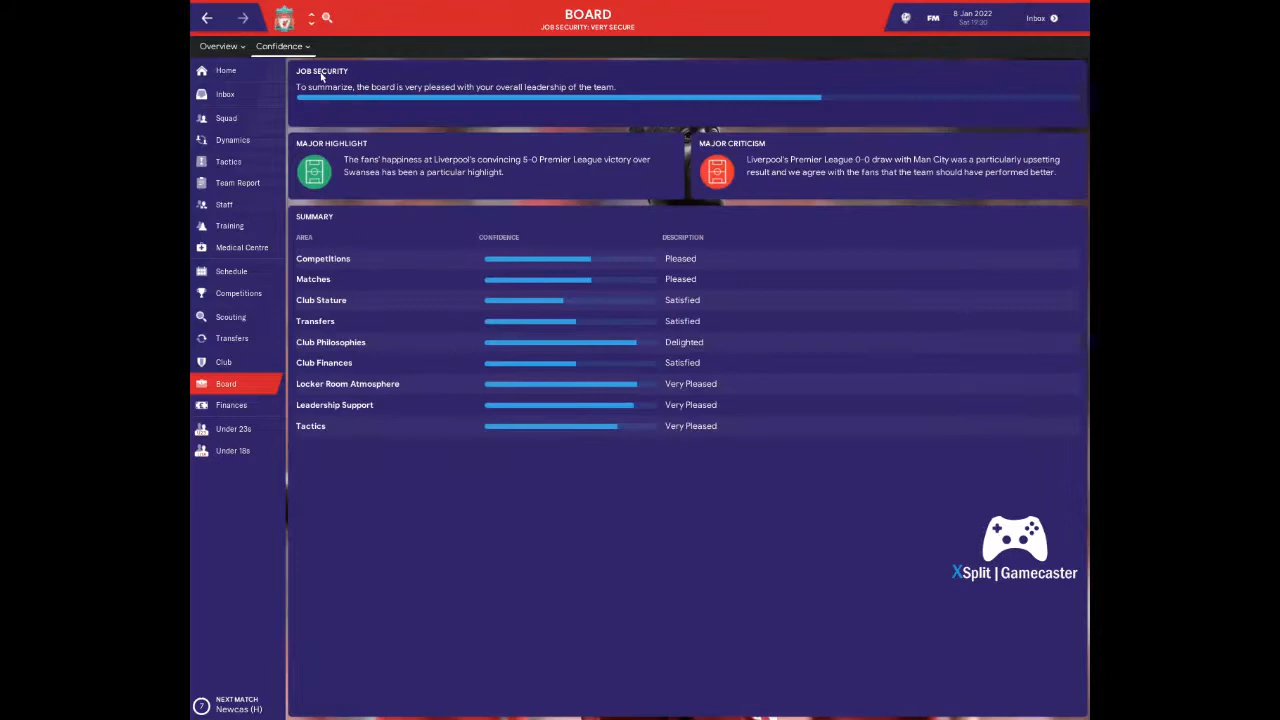 BOARD
JOB SECURITY: VERY SECURE
FM
8 Jan 2022
Sat 19:30
Inbox
Overview
Confidence
Home
Inbox
Squad
Dynamics
Tactics
Team Report
Staff
Training
Medical Centre
Schedule
Competitions
Scouting
Transfers
Club
Board
Finances
Under 23s
Under 18s
JOB SECURITY
To summarize, the board is very pleased with your overall leadership of the team.
MAJOR HIGHLIGHT
The fans' happiness at Liverpool's convincing 5-0 Premier League victory over
Swansea has been a particular highlight.
MAJOR CRITICISM
Liverpool's Premier League 0-0 draw with Man City was a particularly upsetting
result and we agree with the fans that the team should have performed better.
SUMMARY
AREA CONFIDENCE DESCRIPTION
Competitions Pleased
Matches Pleased
Club Stature Satisfied
Transfers Satisfied
Club Philosophies Delighted
Club Finances Satisfied
Locker Room Atmosphere Very Pleased
Leadership Support Very Pleased
Tactics Very Pleased
XSplit | Gamecaster
7
NEXT MATCH
Newcas (H)